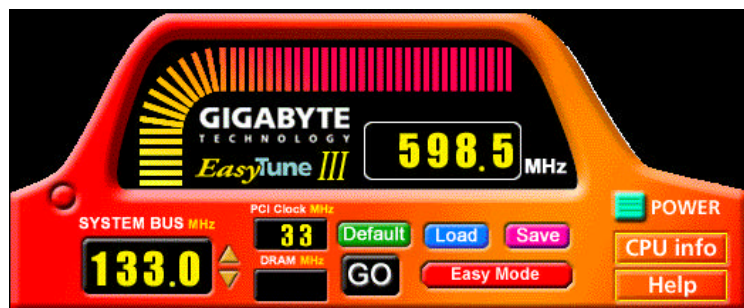 GIGABYTE
TECHNOLOGY
EasyTune III
598.5 MHz
SYSTEM BUS MHz
133.0
PCI Clock MHz
33
DRAM MHz
Default
Load
Save
GO
Easy Mode
POWER
CPU info
Help